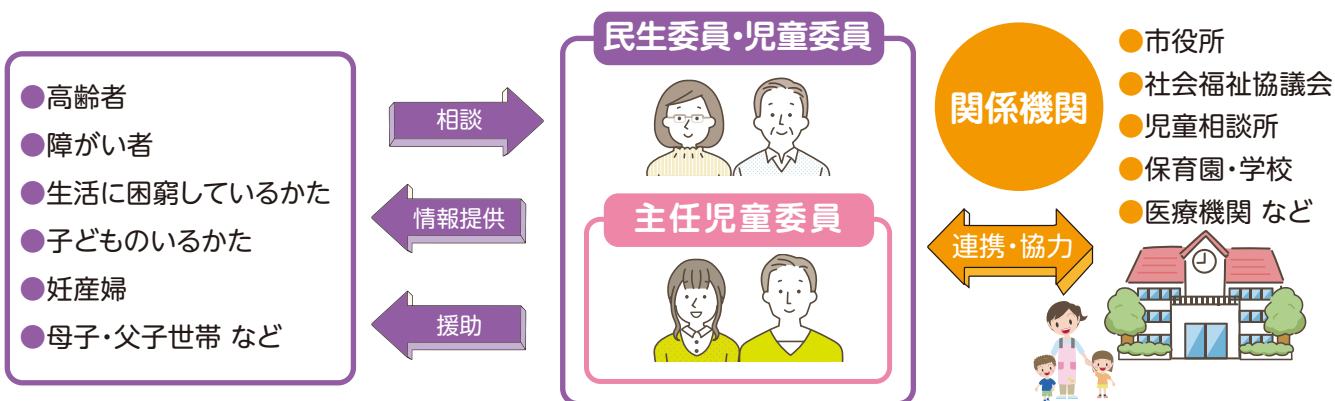 ●高齢者
●障がい者
●生活に困窮しているかた
●子どものいるかた
●妊産婦
●母子・父子世帯 など
相談
情報提供
援助
民生委員・児童委員
主任児童委員
関係機関
連携・協力
●市役所
●社会福祉協議会
●児童相談所
●保育園・学校
●医療機関 など